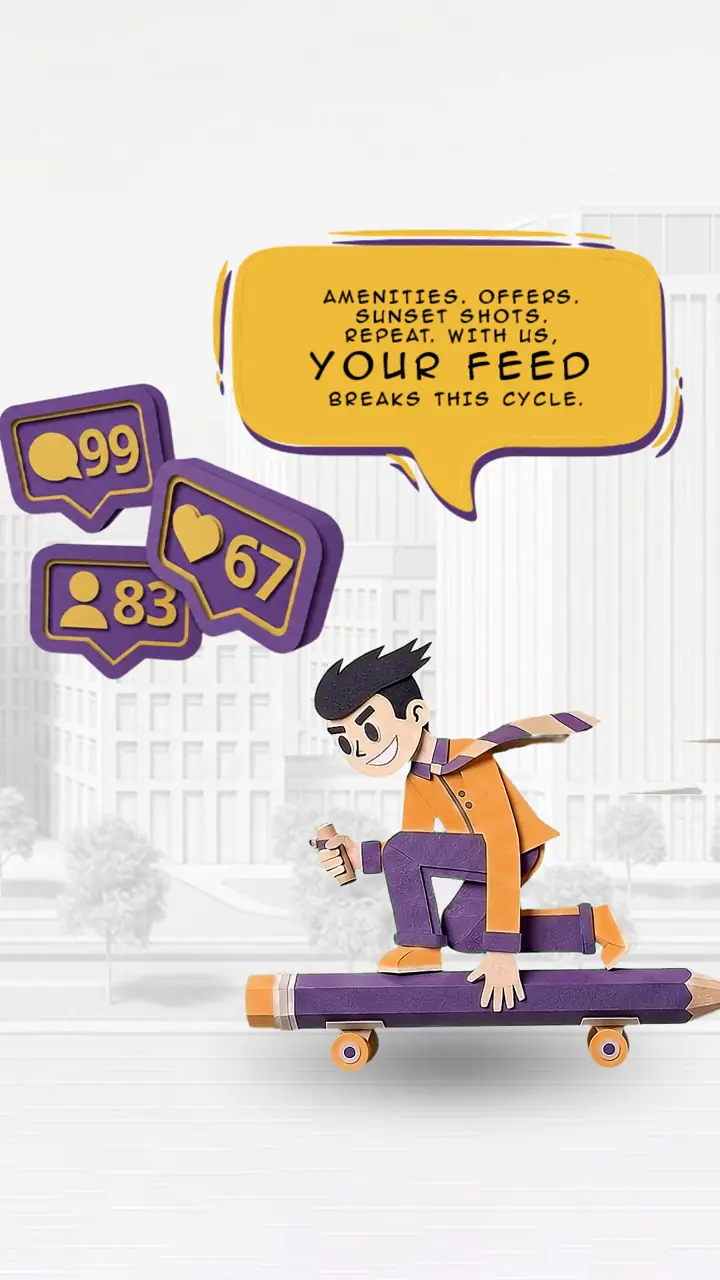 AMENITIES. OFFERS.
SUNSET SHOTS.
REPEAT. WITH US,
YOUR FEED
BREAKS THIS CYCLE.
99
67
83